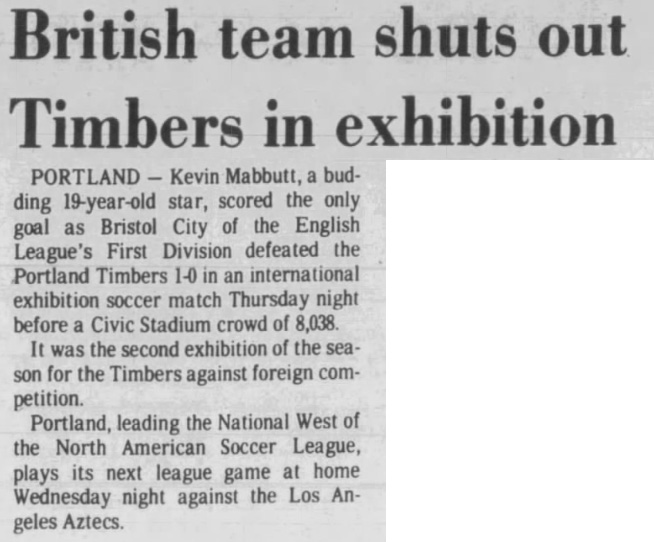 British team shuts out
Timbers in exhibition
PORTLAND — Kevin Mabbutt, a bud-
ding 19-year-old star, scored the only
goal as Bristol City of the English
League's First Division defeated the
Portland Timbers 1-0 in an international
exhibition soccer match Thursday night
before a Civic Stadium crowd of 8,038.
It was the second exhibition of the sea-
son for the Timbers against foreign com-
petition.
Portland, leading the National West of
the North American Soccer League,
plays its next league game at home
Wednesday night against the Los An-
geles Aztecs.